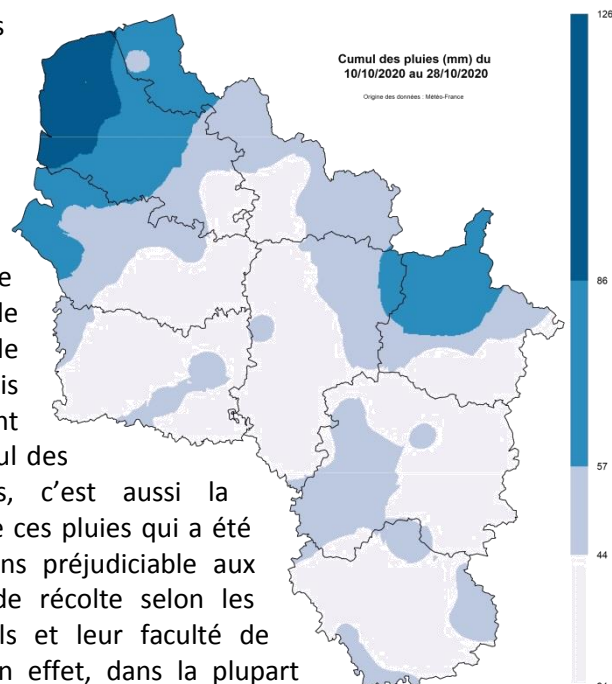 s
126
Cumul des pluies (mm) du
10/10/2020 au 28/10/2020
Origine des données : Météo-France
e
86
le
le
is
nt
ul des
57
s, c’est aussi la
e ces pluies qui a été
44
ns préjudiciable aux
de récolte selon les
ls et leur faculté de
n effet, dans la plupart